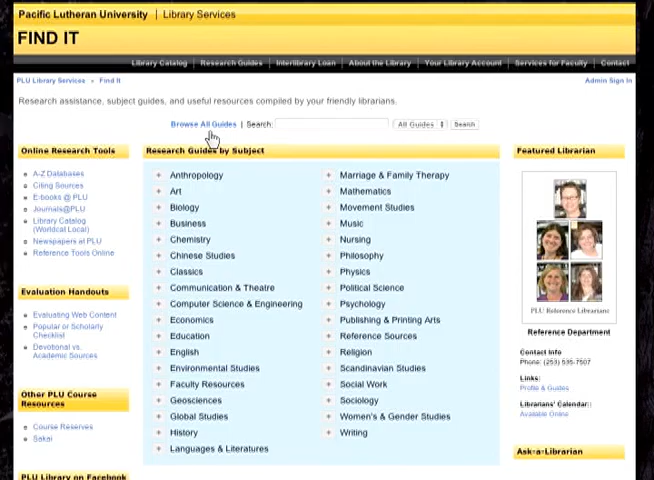 Pacific Lutheran University | Library Services
FIND IT
Library Catalog | Research Guides | Interlibrary Loan | About the Library | Your Library Account | Services for Faculty | Contact
PLU Library Services » Find It
Admin Sign In
Research assistance, subject guides, and useful resources compiled by your friendly librarians.
Browse All Guides | Search: All Guides Search
Online Research Tools
A-Z Databases
Citing Sources
E-books @ PLU
Journals@PLU
Library Catalog
(Worldcat Local)
Newspapers at PLU
Reference Tools Online
Evaluation Handouts
Evaluating Web Content
Popular or Scholarly
Checklist
Devotional vs.
Academic Sources
Other PLU Course
Resources
Course Reserves
Sakai
PLU Library on Facebook
Research Guides by Subject
Anthropology
Art
Biology
Business
Chemistry
Chinese Studies
Classics
Communication & Theatre
Computer Science & Engineering
Economics
Education
English
Environmental Studies
Faculty Resources
Geosciences
Global Studies
History
Languages & Literatures
Marriage & Family Therapy
Mathematics
Movement Studies
Music
Nursing
Philosophy
Physics
Political Science
Psychology
Publishing & Printing Arts
Reference Sources
Religion
Scandinavian Studies
Social Work
Sociology
Women's & Gender Studies
Writing
Featured Librarian
PLU Reference Librarians
Reference Department
Contact Info
Phone: (253) 535-7507
Links:
Profile & Guides
Librarians' Calendar::
Available Online
Ask-a-Librarian